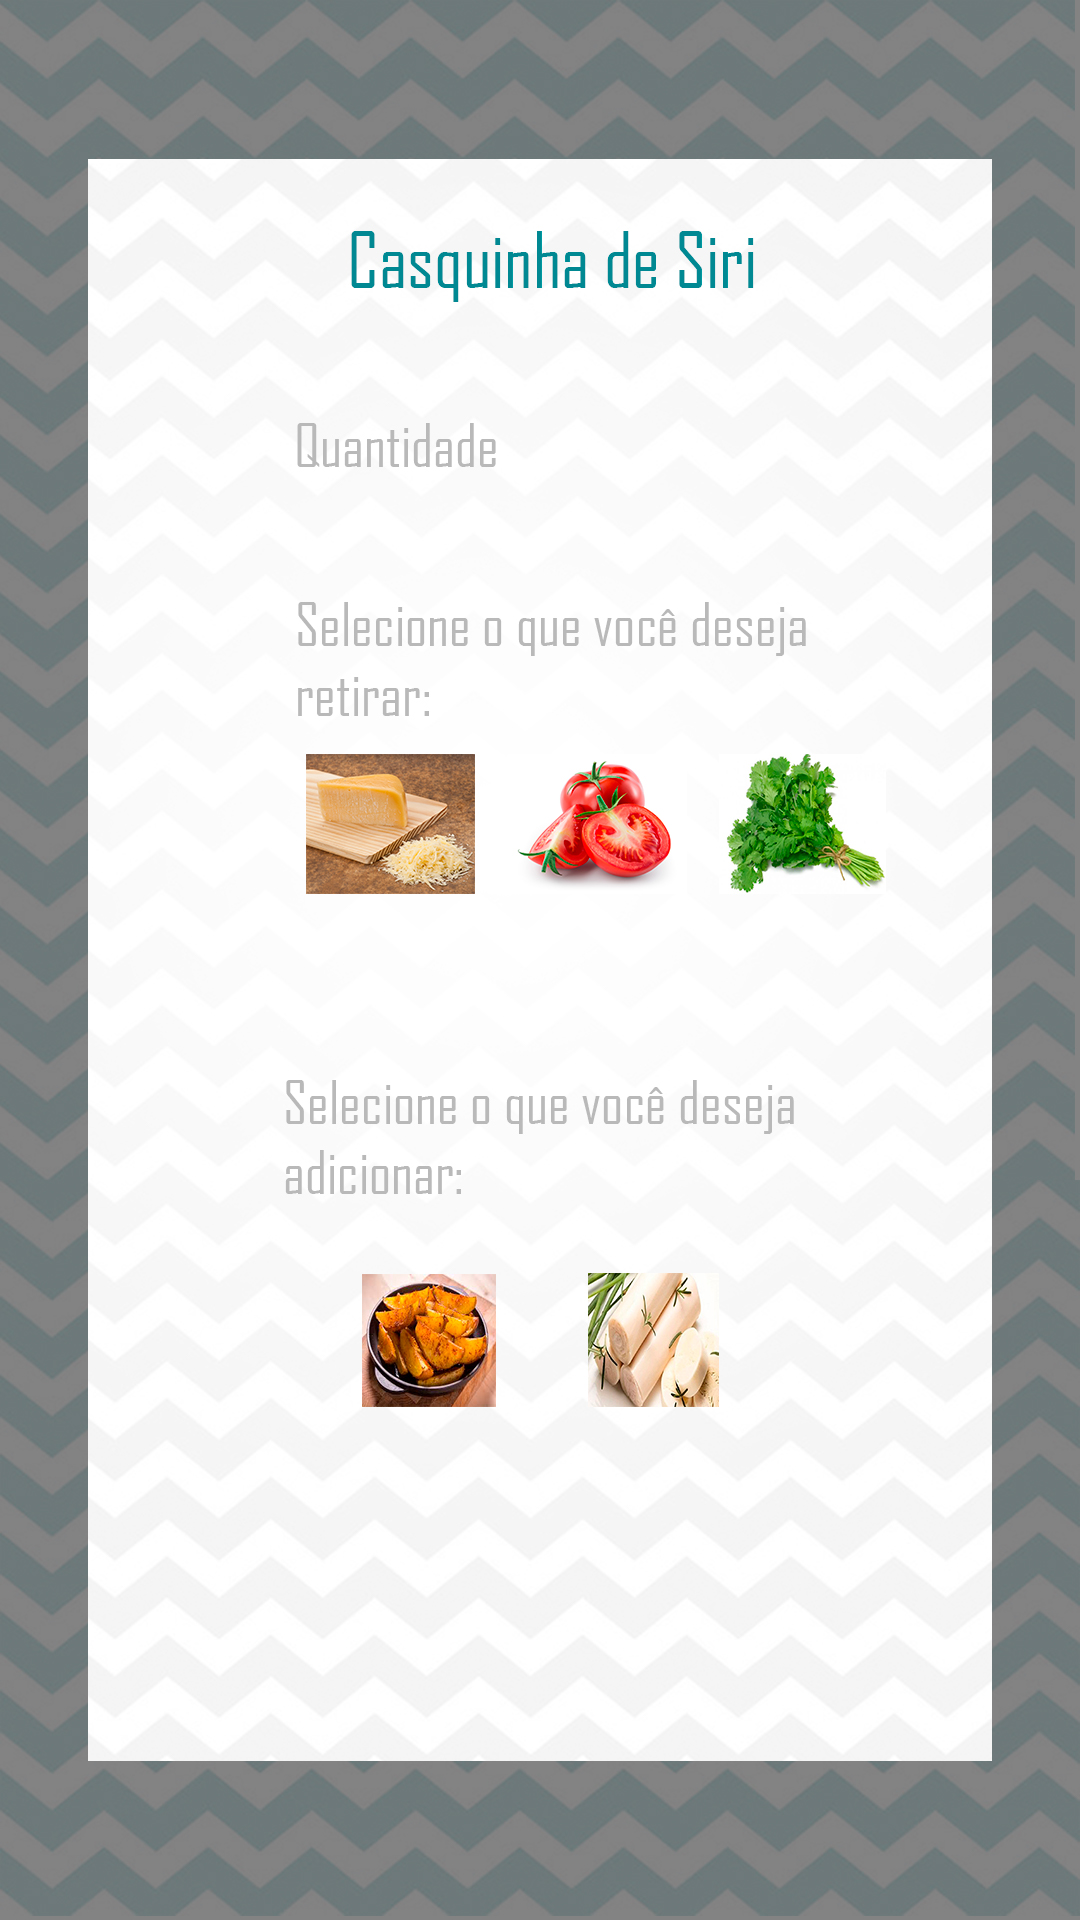 Casquinha de Siri
Quantidade
Selecione o que você deseja
retirar:
Selecione o que você deseja
adicionar: